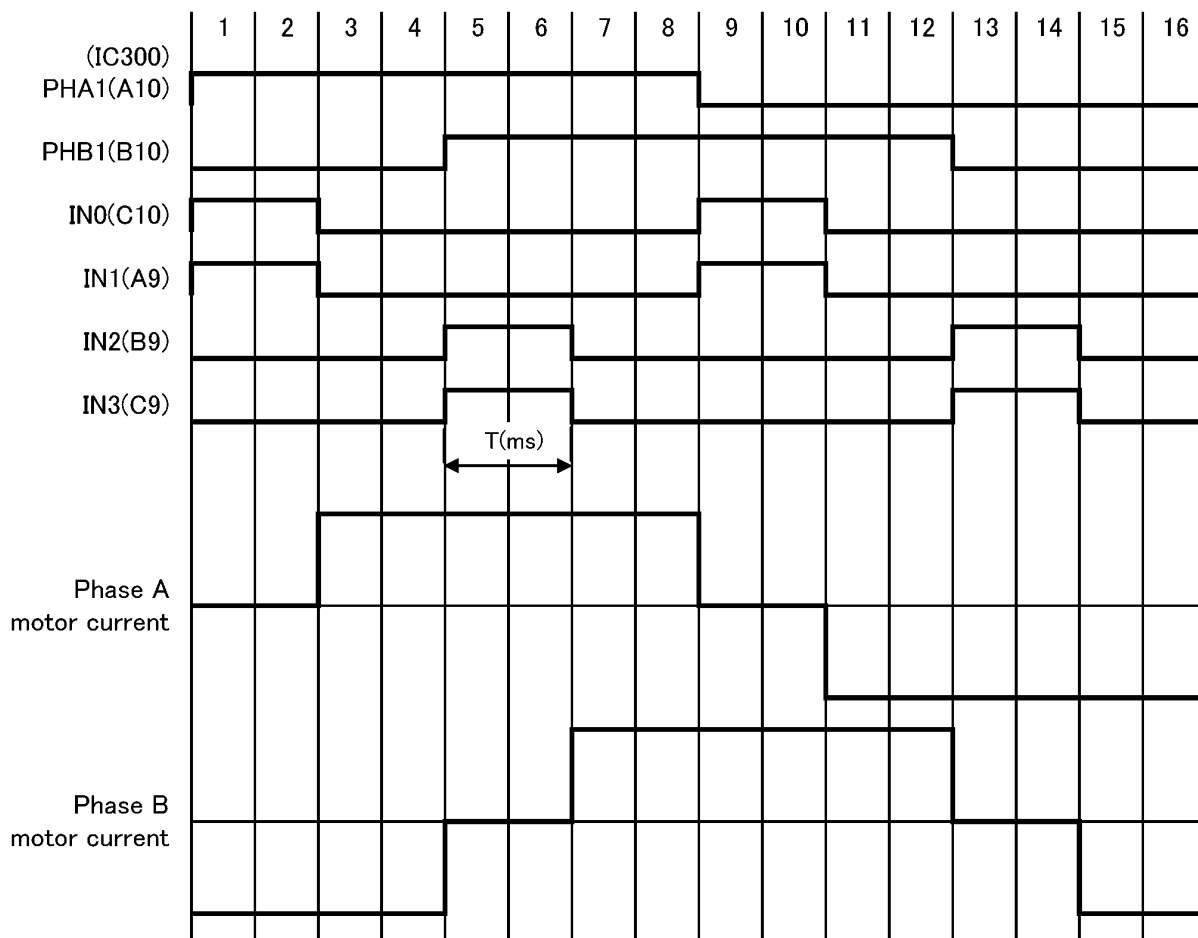 1 2 3 4 5 6 7 8 9 10 11 12 13 14 15 16
(IC300)
PHA1(A10)
PHB1(B10)
IN0(C10)
IN1(A9)
IN2(B9)
IN3(C9)
T(ms)
Phase A
motor current
Phase B
motor current